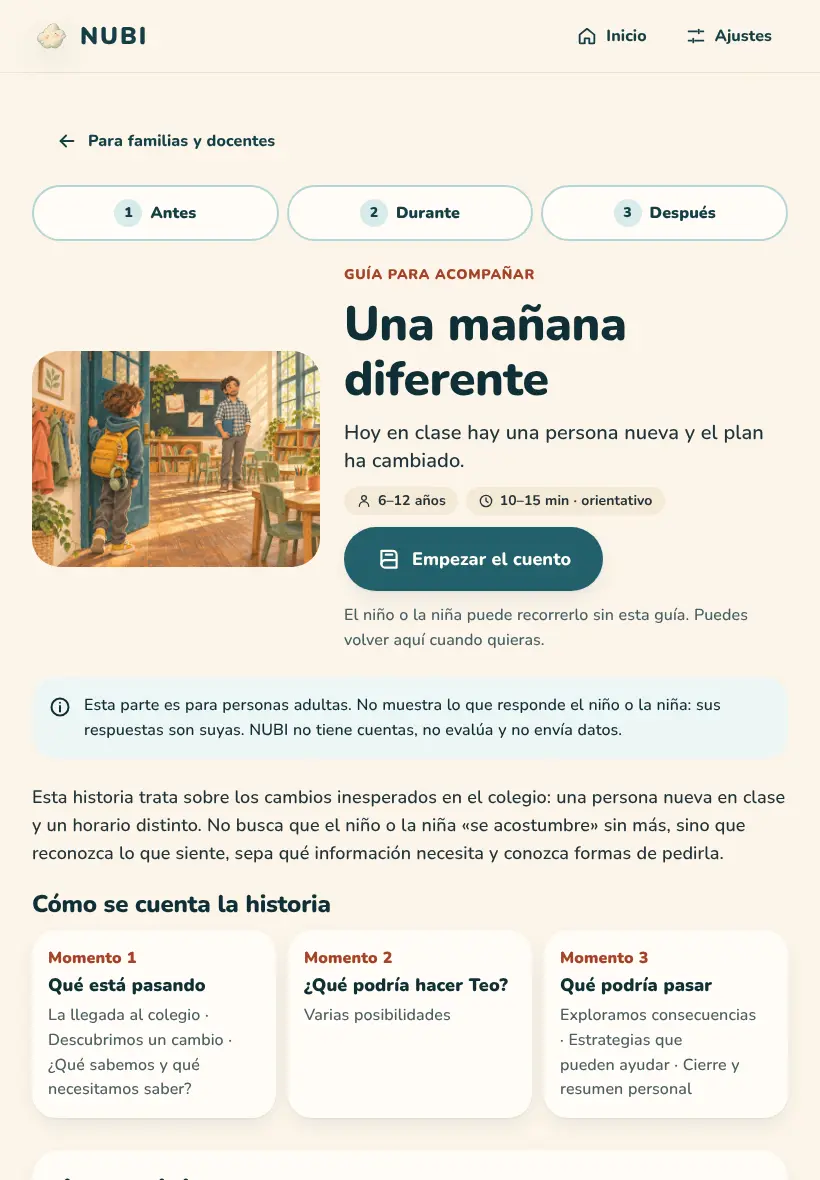 NUBI
Inicio
Ajustes
Para familias y docentes
1 Antes
2 Durante
3 Después
GUÍA PARA ACOMPAÑAR
Una mañana
diferente
Hoy en clase hay una persona nueva y el plan
ha cambiado.
6–12 años
10–15 min · orientativo
Empezar el cuento
El niño o la niña puede recorrerlo sin esta guía. Puedes
volver aquí cuando quieras.
Esta parte es para personas adultas. No muestra lo que responde el niño o la niña: sus
respuestas son suyas. NUBI no tiene cuentas, no evalúa y no envía datos.
Esta historia trata sobre los cambios inesperados en el colegio: una persona nueva en clase
y un horario distinto. No busca que el niño o la niña «se acostumbre» sin más, sino que
reconozca lo que siente, sepa qué información necesita y conozca formas de pedirla.
Cómo se cuenta la historia
Momento 1
Qué está pasando
La llegada al colegio ·
Descubrimos un cambio ·
¿Qué sabemos y qué
necesitamos saber?
Momento 2
¿Qué podría hacer Teo?
Varias posibilidades
Momento 3
Qué podría pasar
Exploramos consecuencias
· Estrategias que
pueden ayudar · Cierre y
resumen personal